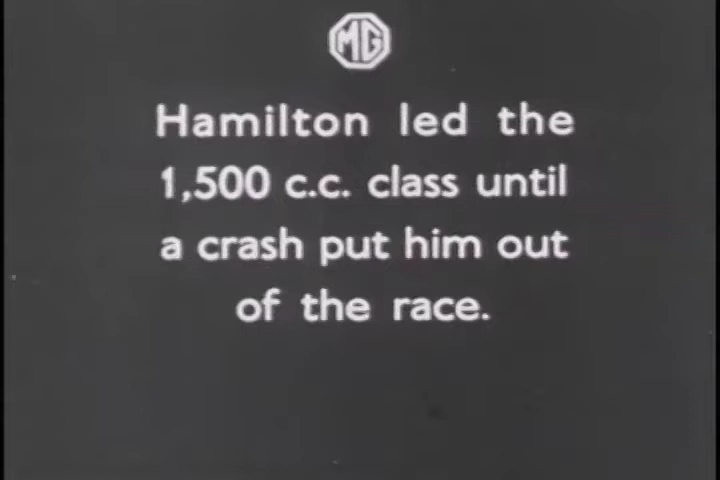 MG
Hamilton led the
1,500 c.c. class until
a crash put him out
of the race.